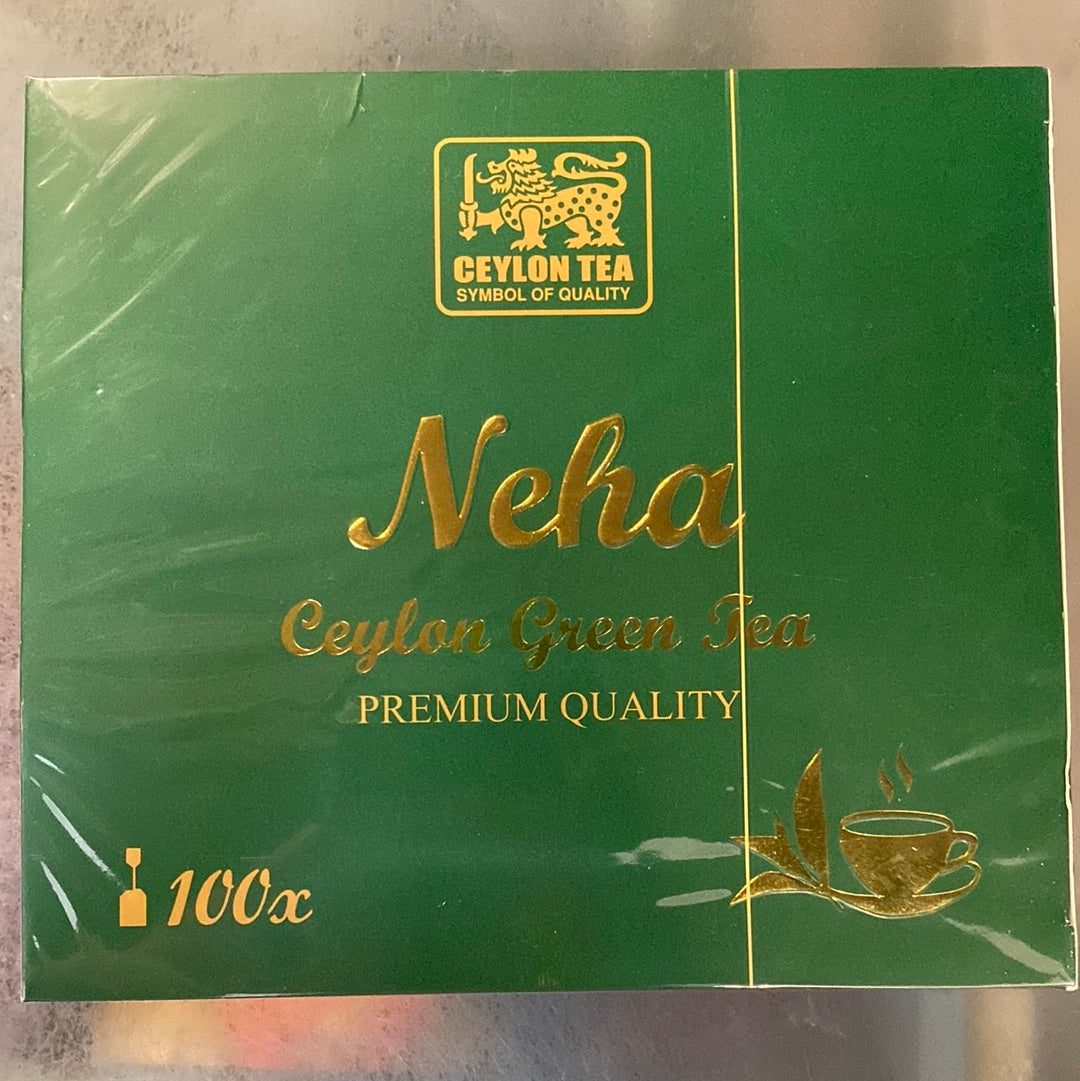 CEYLON TEA
SYMBOL OF QUALITY
Neha
Ceylon Green Tea
PREMIUM QUALITY
100x